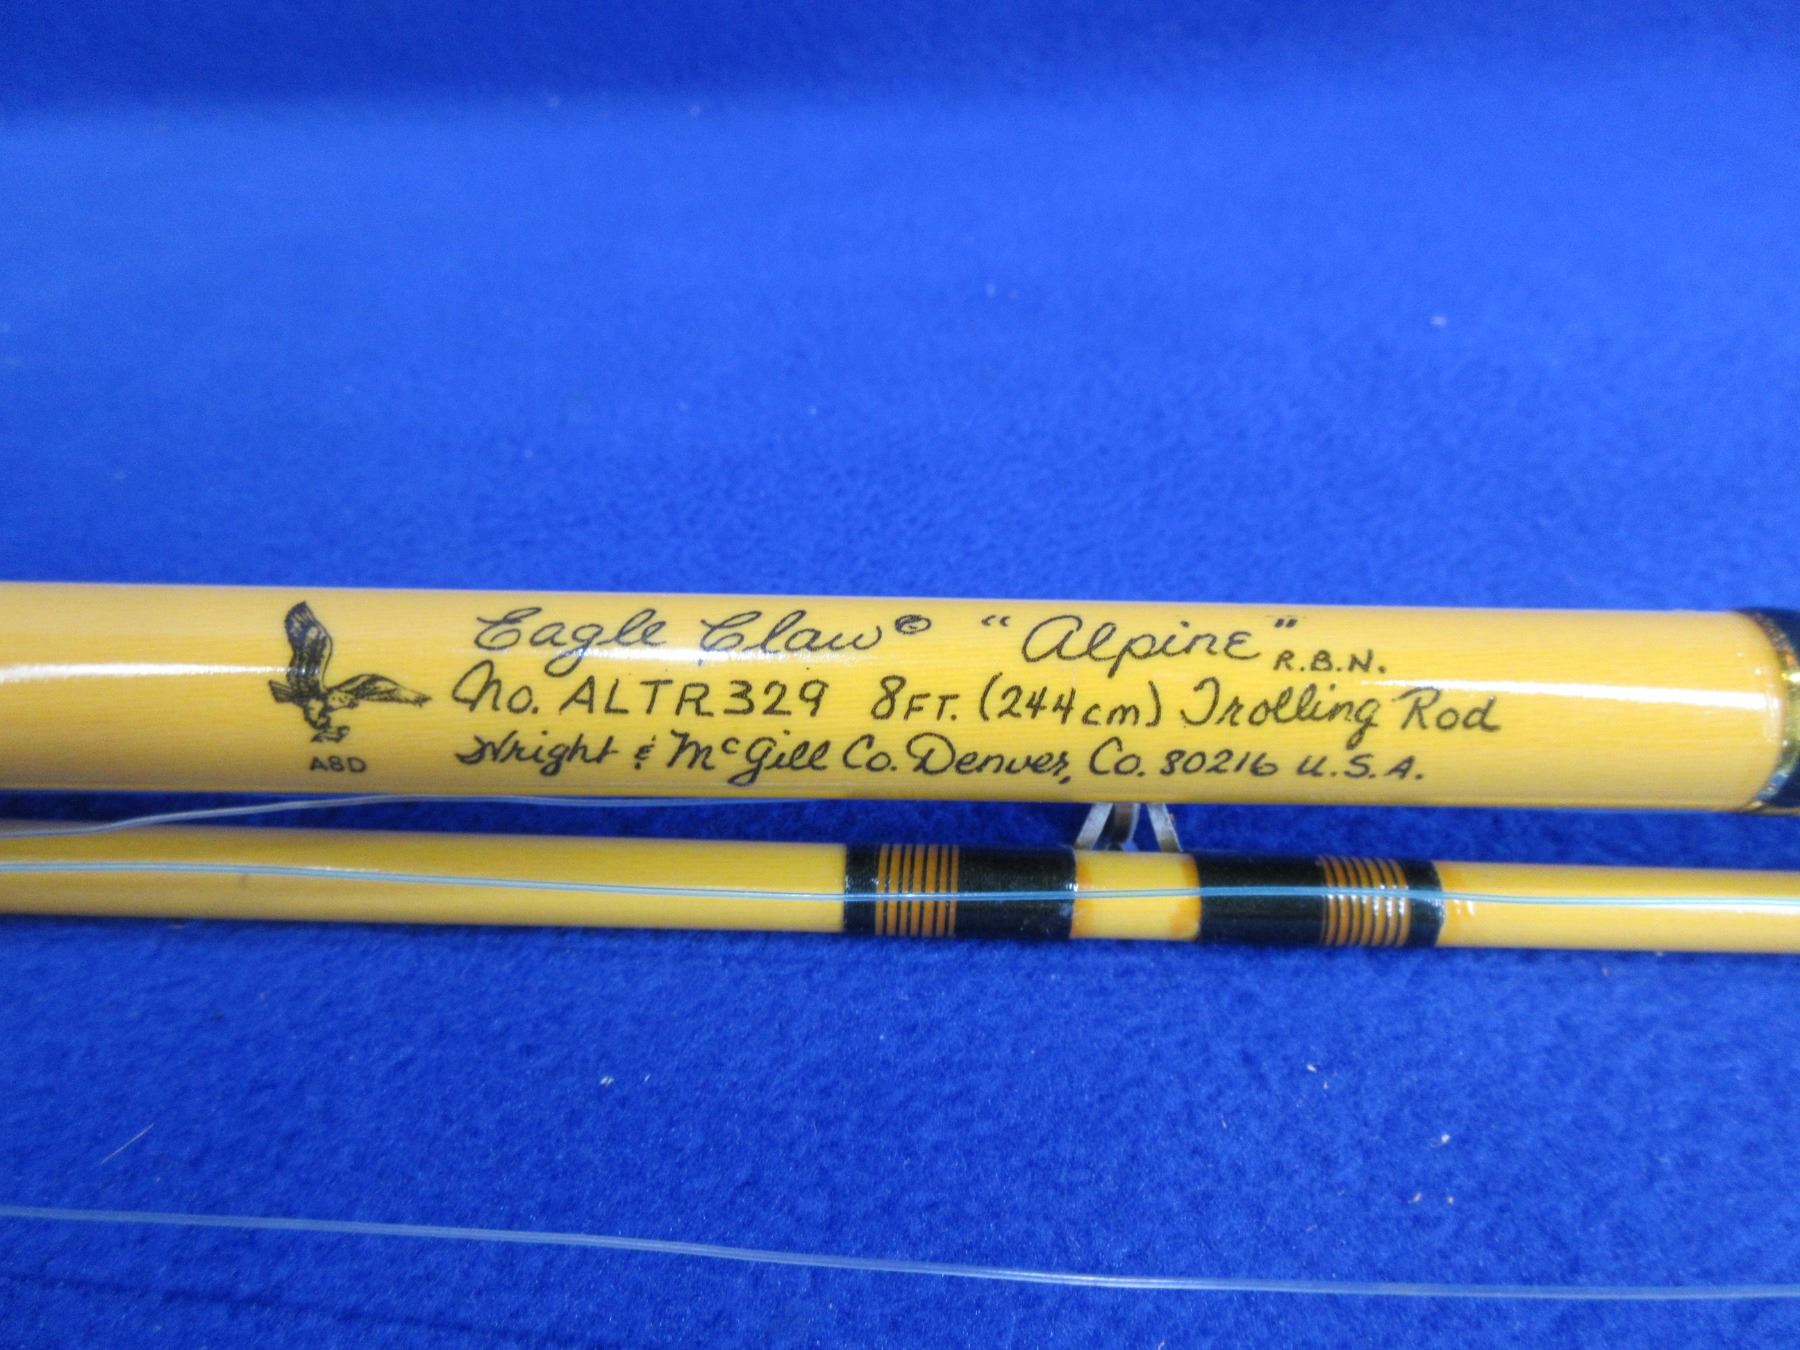 Eagle Claw® "Alpine" R.B.N.
No. ALTR329 8FT. (244cm) Trolling Rod
Wright & McGill Co. Denver, Co. 80216 U.S.A.
A8D